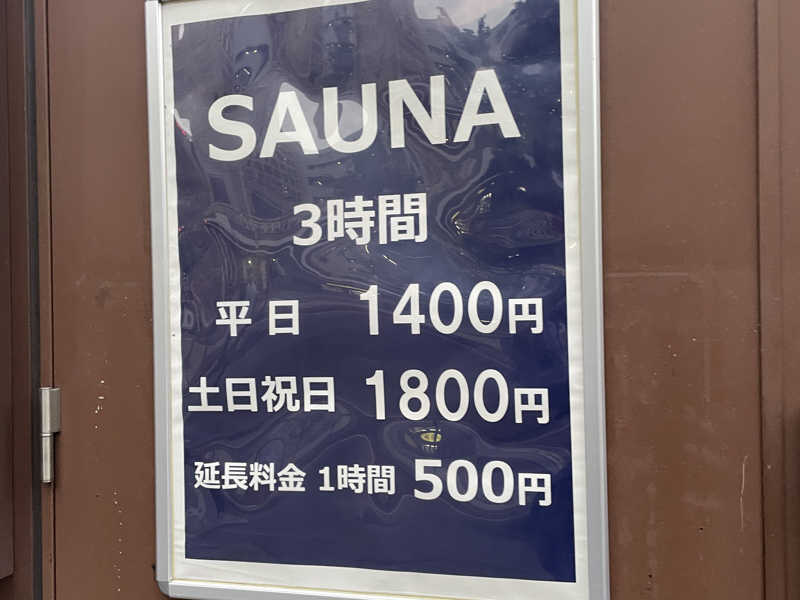 SAUNA
3時間
平日 1400円
土日祝日 1800円
延長料金 1時間 500円